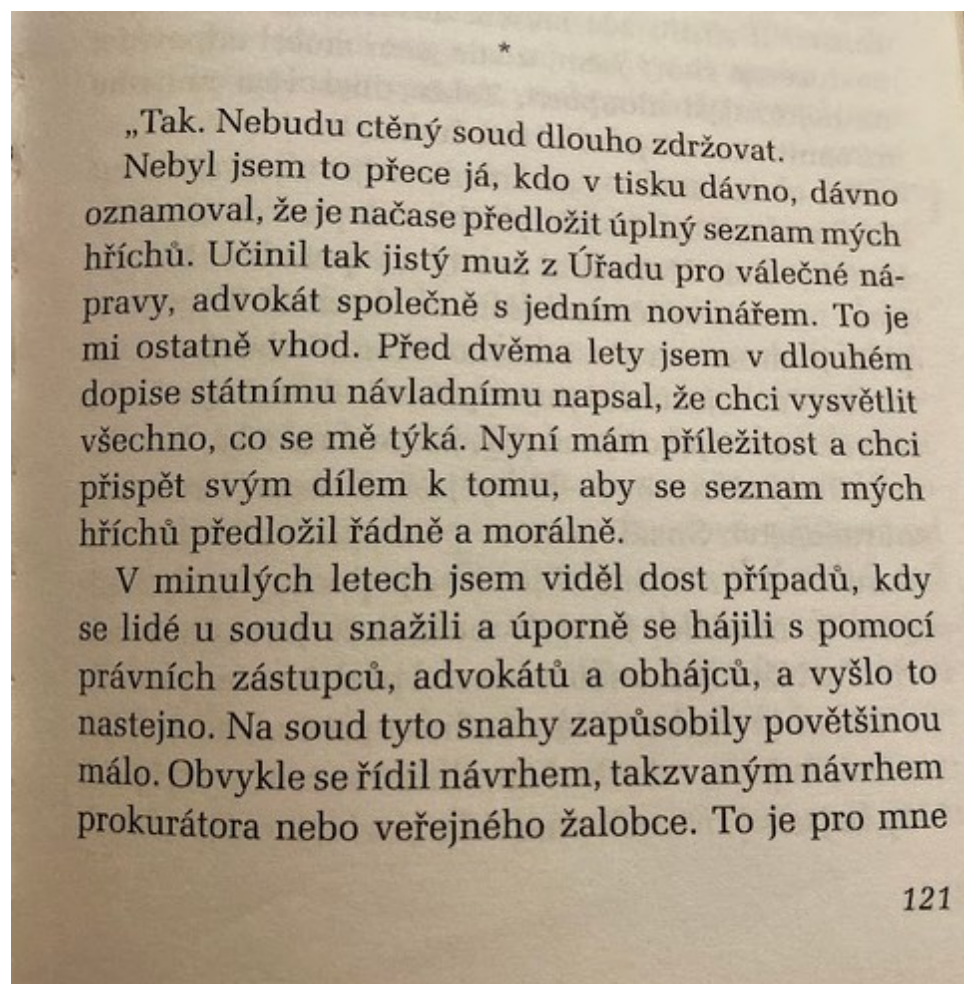 *
„Tak. Nebudu ctěný soud dlouho zdržovat.
Nebyl jsem to přece já, kdo v tisku dávno, dávno
oznamoval, že je načase předložit úplný seznam mých
hříchů. Učinil tak jistý muž z Úřadu pro válečné ná-
pravy, advokát společně s jedním novinářem. To je
mi ostatně vhod. Před dvěma lety jsem v dlouhém
dopise státnímu návladnímu napsal, že chci vysvětlit
všechno, co se mě týká. Nyní mám příležitost a chci
přispět svým dílem k tomu, aby se seznam mých
hříchů předložil řádně a morálně.
V minulých letech jsem viděl dost případů, kdy
se lidé u soudu snažili a úporně se hájili s pomocí
právních zástupců, advokátů a obhájců, a vyšlo to
nastejno. Na soud tyto snahy zapůsobily povětšinou
málo. Obvykle se řídil návrhem, takzvaným návrhem
prokurátora nebo veřejného žalobce. To je pro mne
121